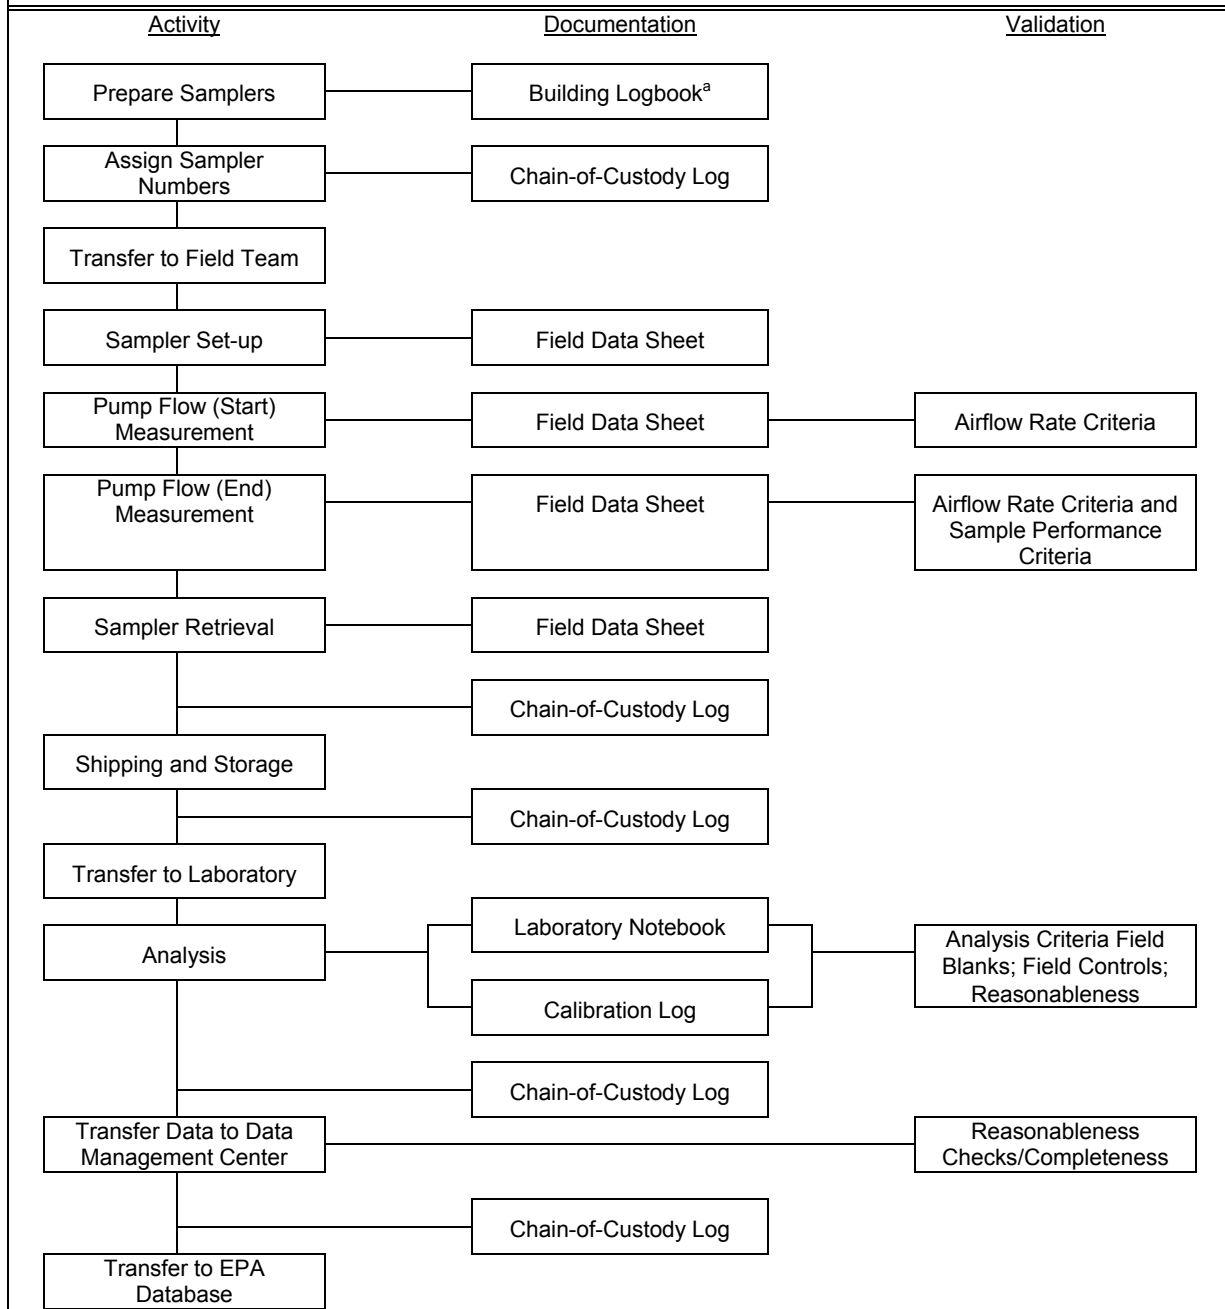 Activity
Documentation
Validation
Prepare Samplers
Building Logbookᵃ
Assign Sampler
Numbers
Chain-of-Custody Log
Transfer to Field Team
Sampler Set-up
Field Data Sheet
Pump Flow (Start)
Measurement
Field Data Sheet
Airflow Rate Criteria
Pump Flow (End)
Measurement
Field Data Sheet
Airflow Rate Criteria and
Sample Performance
Criteria
Sampler Retrieval
Field Data Sheet
Chain-of-Custody Log
Shipping and Storage
Chain-of-Custody Log
Transfer to Laboratory
Analysis
Laboratory Notebook
Calibration Log
Analysis Criteria Field
Blanks; Field Controls;
Reasonableness
Chain-of-Custody Log
Transfer Data to Data
Management Center
Reasonableness
Checks/Completeness
Chain-of-Custody Log
Transfer to EPA
Database